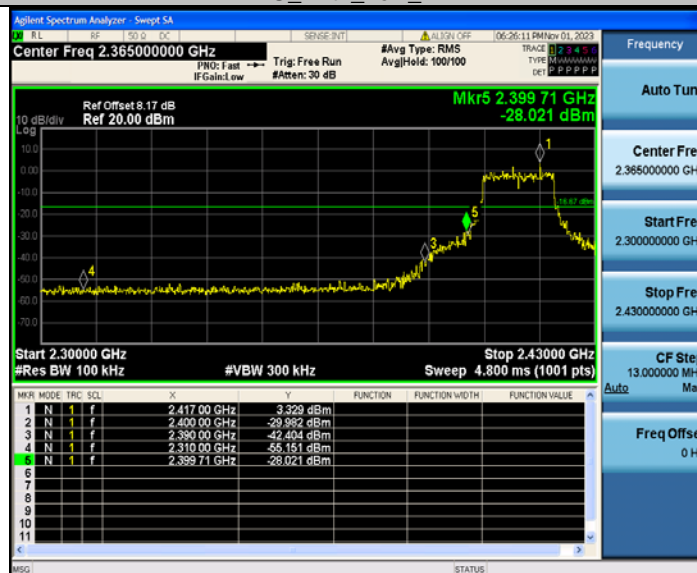 Agilent Spectrum Analyzer - Swept SA
RL RF 50 Ω DC SENSE:INT ALIGN OFF 06:26:11 PM Nov 01, 2023
Center Freq 2.365000000 GHz
PNO: Fast
IFGain:Low
Trig: Free Run
#Atten: 30 dB
#Avg Type: RMS
Avg|Hold: 100/100
TRACE 1 2 3 4 5 6
TYPE M W W W W W
DET P P P P P P
Ref Offset 8.17 dB
10 dB/div Ref 20.00 dBm
Log
Mkr5 2.399 71 GHz
-28.021 dBm
10.0
0.00
-10.0
-20.0
-30.0
-40.0
-50.0
-60.0
-70.0
1
3
4
5
-16.67 dBm
Start 2.30000 GHz Stop 2.43000 GHz
#Res BW 100 kHz #VBW 300 kHz Sweep 4.800 ms (1001 pts)
MKR MODE TRC SCL X Y FUNCTION FUNCTION WIDTH FUNCTION VALUE
1 N 1 f 2.417 00 GHz 3.329 dBm
2 N 1 f 2.400 00 GHz -29.982 dBm
3 N 1 f 2.390 00 GHz -42.404 dBm
4 N 1 f 2.310 00 GHz -55.151 dBm
5 N 1 f 2.399 71 GHz -28.021 dBm
6
7
8
9
10
11
MSG STATUS
Frequency
Auto Tun
Center Fre
2.365000000 GH
Start Fre
2.300000000 GH
Stop Fre
2.430000000 GH
CF Ste
13.000000 MH
Auto Ma
Freq Offse
0 H